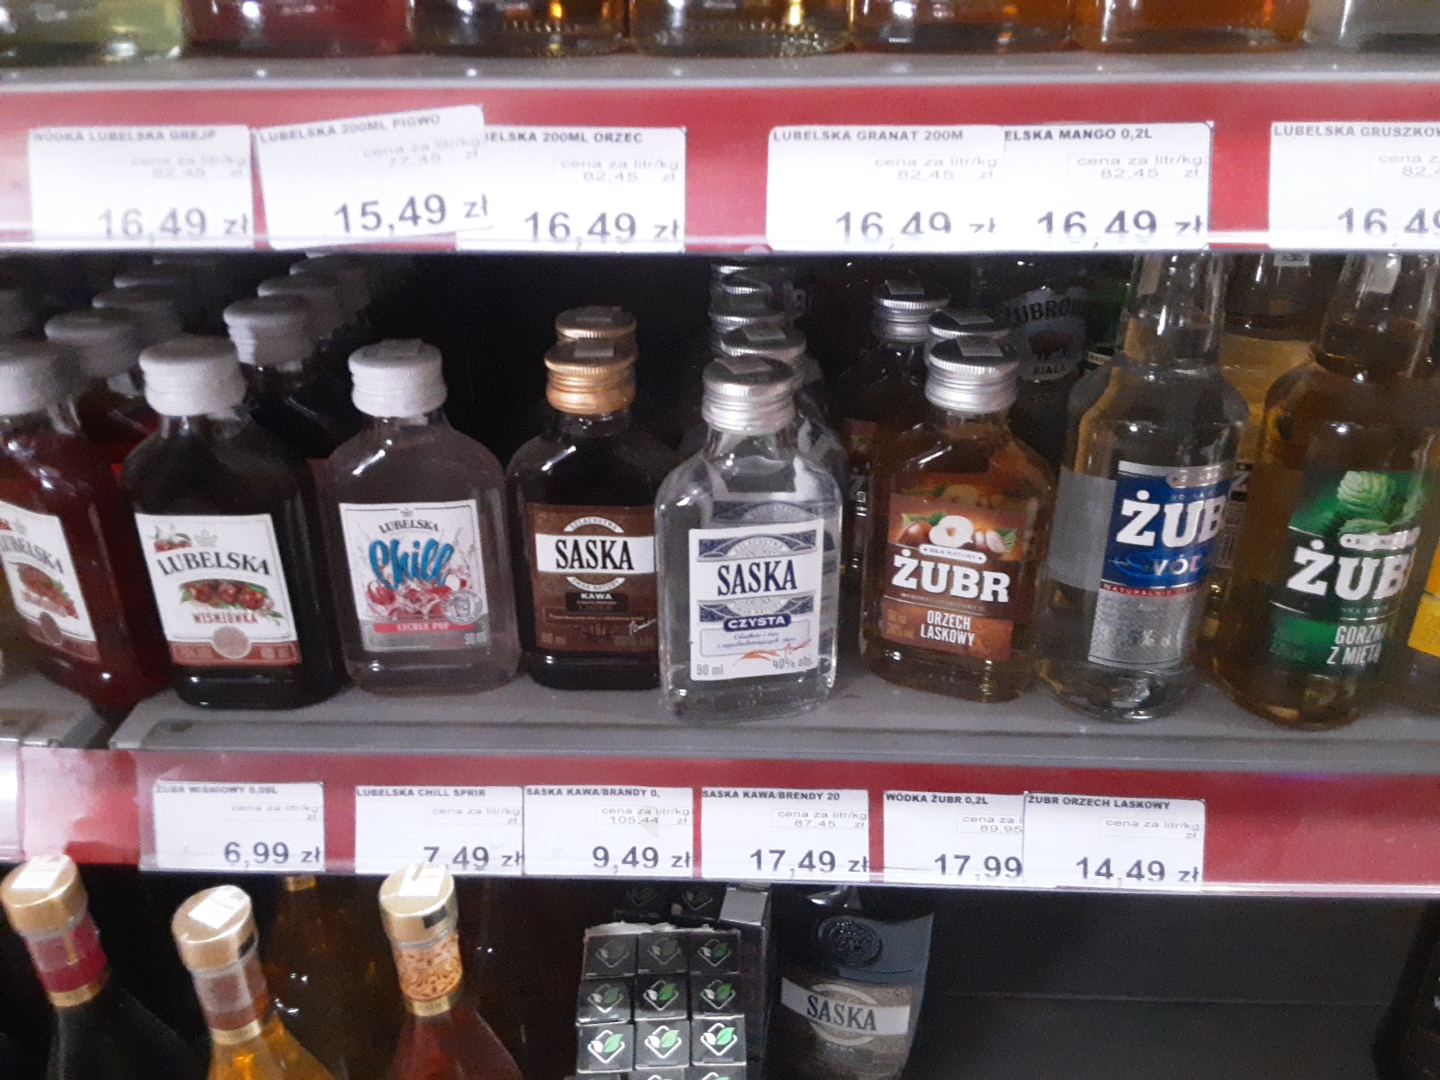 WÓDKA LUBELSKA GREJP
cena za litr/kg
82,45 zł
16,49 zł
LUBELSKA 200ML PIGWO
cena za litr/kg
77,45 zł
15,49 zł
ELSKA 200ML ORZEC
cena za litr/kg
82,45 zł
16,49 zł
LUBELSKA GRANAT 200M
cena za litr/kg
82,45 zł
16,49 zł
ELSKA MANGO 0,2L
cena za litr/kg
82,45 zł
16,49 zł
LUBELSKA GRUSZKOW
cena za
82,4
16,49
LUBELSKA
LUBELSKA
WIŚNIÓWKA
LUBELSKA
Chill
LYCHEE POP
SASKA
KAWA
SASKA
CZYSTA
90 ml
40% obj.
ŻUBR
ORZECH
LASKOWY
BIAŁA
ŻUB
WÓD
ŻUB
GORZK
Z MIĘTĄ
ŻUBR WIŚNIOWY 0,09L
cena za litr/kg
zł
6,99 zł
LUBELSKA CHILL SPRIR
cena za litr/kg
zł
7,49 zł
SASKA KAWA/BRANDY 0,
cena za litr/kg
105,44 zł
9,49 zł
SASKA KAWA/BRENDY 20
cena za litr/kg
87,45 zł
17,49 zł
WÓDKA ŻUBR 0,2L
cena za l
89,95
17,99
ŻUBR ORZECH LASKOWY
cena za litr/kg
zł
14,49 zł
SASKA